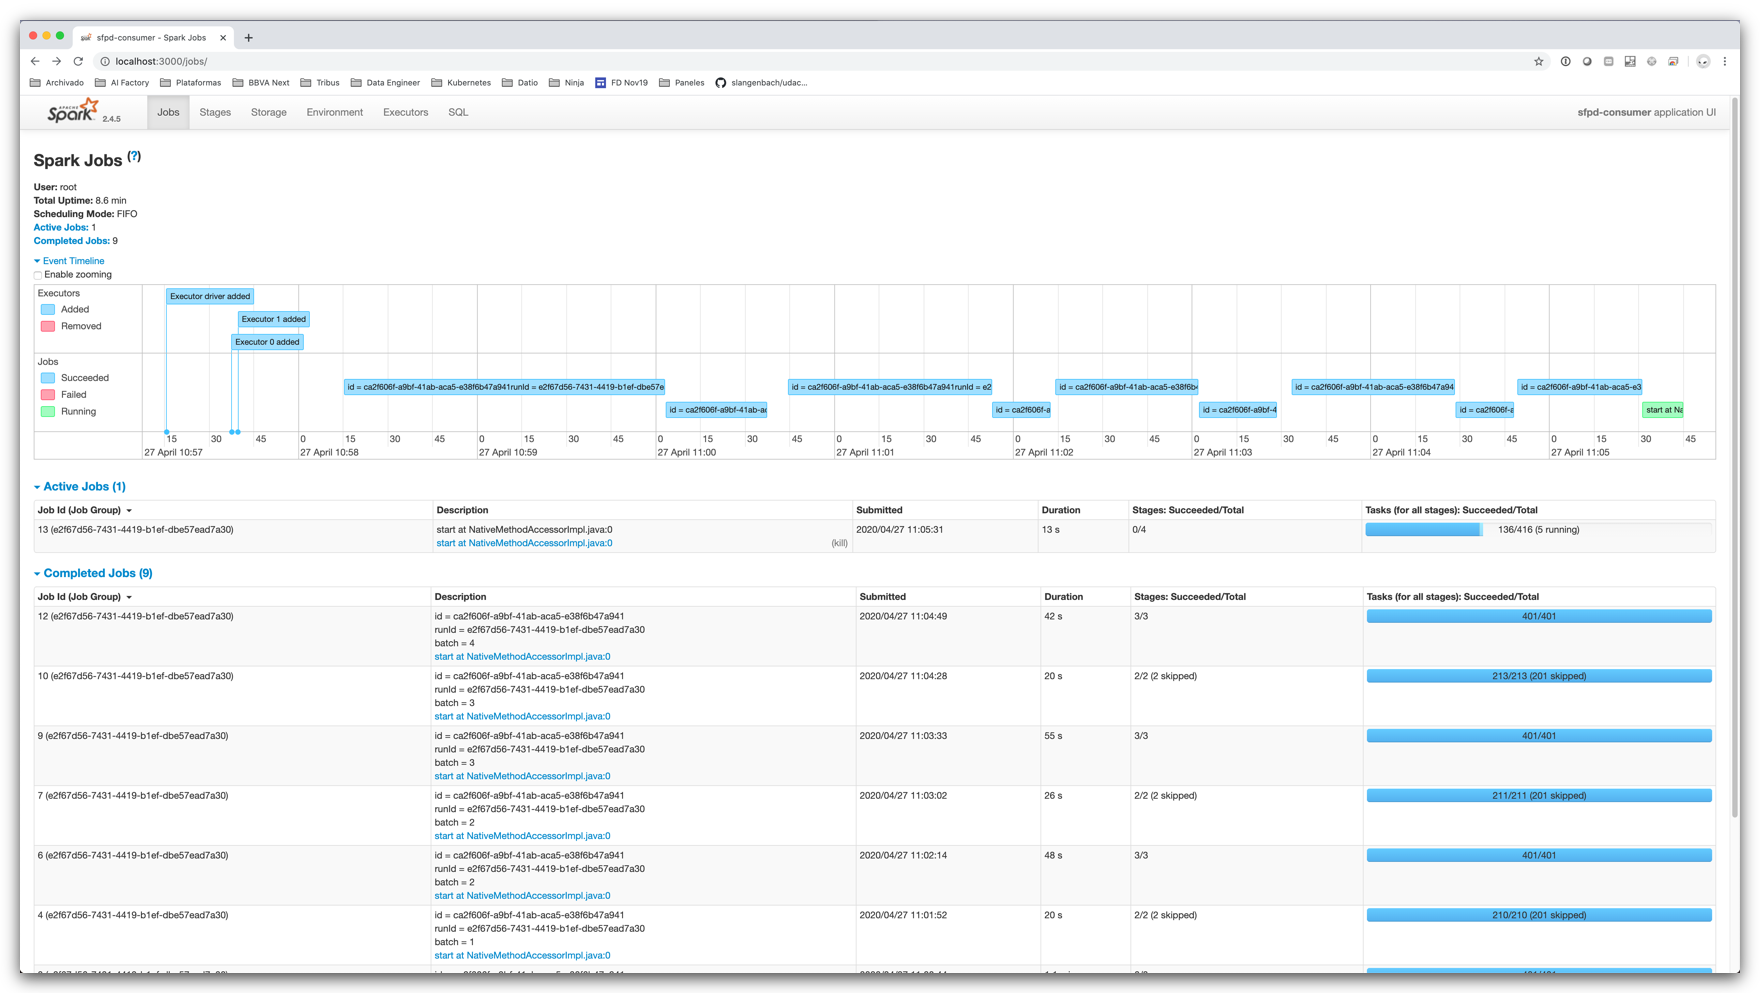 sfpd-consumer - Spark Jobs
localhost:3000/jobs/
Archivado AI Factory Plataformas BBVA Next Tribus Data Engineer Kubernetes Datio Ninja FD Nov19 Paneles slangenbach/udac...
APACHE Spark 2.4.5 Jobs Stages Storage Environment Executors SQL sfpd-consumer application UI
Spark Jobs (?)
User: root
Total Uptime: 8.6 min
Scheduling Mode: FIFO
Active Jobs: 1
Completed Jobs: 9
Event Timeline
Enable zooming
Executors
Added
Removed
Executor driver added
Executor 1 added
Executor 0 added
Jobs
Succeeded
Failed
Running
id = ca2f606f-a9bf-41ab-aca5-e38f6b47a941runId = e2f67d56-7431-4419-b1ef-dbe57e
id = ca2f606f-a9bf-41ab-ac
id = ca2f606f-a9bf-41ab-aca5-e38f6b47a941runId = e2
id = ca2f606f-a
id = ca2f606f-a9bf-41ab-aca5-e38f6b4
id = ca2f606f-a9bf-4
id = ca2f606f-a9bf-41ab-aca5-e38f6b47a94
id = ca2f606f-a
id = ca2f606f-a9bf-41ab-aca5-e3
start at Na
15 30 45 0 15 30 45 0 15 30 45 0 15 30 45 0 15 30 45 0 15 30 45 0 15 30 45 0 15 30 45 0 15 30 45
27 April 10:57 27 April 10:58 27 April 10:59 27 April 11:00 27 April 11:01 27 April 11:02 27 April 11:03 27 April 11:04 27 April 11:05
Active Jobs (1)
Job Id (Job Group) Description Submitted Duration Stages: Succeeded/Total Tasks (for all stages): Succeeded/Total
13 (e2f67d56-7431-4419-b1ef-dbe57ead7a30) start at NativeMethodAccessorImpl.java:0 2020/04/27 11:05:31 13 s 0/4 136/416 (5 running)
start at NativeMethodAccessorImpl.java:0 (kill)
Completed Jobs (9)
Job Id (Job Group) Description Submitted Duration Stages: Succeeded/Total Tasks (for all stages): Succeeded/Total
12 (e2f67d56-7431-4419-b1ef-dbe57ead7a30) id = ca2f606f-a9bf-41ab-aca5-e38f6b47a941 2020/04/27 11:04:49 42 s 3/3 401/401
runId = e2f67d56-7431-4419-b1ef-dbe57ead7a30
batch = 4
start at NativeMethodAccessorImpl.java:0
10 (e2f67d56-7431-4419-b1ef-dbe57ead7a30) id = ca2f606f-a9bf-41ab-aca5-e38f6b47a941 2020/04/27 11:04:28 20 s 2/2 (2 skipped) 213/213 (201 skipped)
runId = e2f67d56-7431-4419-b1ef-dbe57ead7a30
batch = 3
start at NativeMethodAccessorImpl.java:0
9 (e2f67d56-7431-4419-b1ef-dbe57ead7a30) id = ca2f606f-a9bf-41ab-aca5-e38f6b47a941 2020/04/27 11:03:33 55 s 3/3 401/401
runId = e2f67d56-7431-4419-b1ef-dbe57ead7a30
batch = 3
start at NativeMethodAccessorImpl.java:0
7 (e2f67d56-7431-4419-b1ef-dbe57ead7a30) id = ca2f606f-a9bf-41ab-aca5-e38f6b47a941 2020/04/27 11:03:02 26 s 2/2 (2 skipped) 211/211 (201 skipped)
runId = e2f67d56-7431-4419-b1ef-dbe57ead7a30
batch = 2
start at NativeMethodAccessorImpl.java:0
6 (e2f67d56-7431-4419-b1ef-dbe57ead7a30) id = ca2f606f-a9bf-41ab-aca5-e38f6b47a941 2020/04/27 11:02:14 48 s 3/3 401/401
runId = e2f67d56-7431-4419-b1ef-dbe57ead7a30
batch = 2
start at NativeMethodAccessorImpl.java:0
4 (e2f67d56-7431-4419-b1ef-dbe57ead7a30) id = ca2f606f-a9bf-41ab-aca5-e38f6b47a941 2020/04/27 11:01:52 20 s 2/2 (2 skipped) 210/210 (201 skipped)
runId = e2f67d56-7431-4419-b1ef-dbe57ead7a30
batch = 1
start at NativeMethodAccessorImpl.java:0